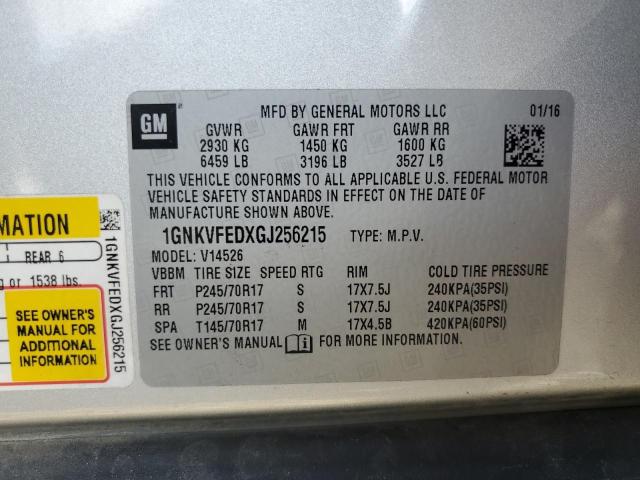 GM
MFD BY GENERAL MOTORS LLC 01/16
GVWR GAWR FRT GAWR RR
2930 KG 1450 KG 1600 KG
6459 LB 3196 LB 3527 LB
THIS VEHICLE CONFORMS TO ALL APPLICABLE U.S. FEDERAL MOTOR
VEHICLE SAFETY STANDARDS IN EFFECT ON THE DATE OF
MANUFACTURE SHOWN ABOVE.
1GNKVFEDXGJ256215 TYPE: M.P.V.
MODEL: V14526
VBBM TIRE SIZE SPEED RTG RIM COLD TIRE PRESSURE
FRT P245/70R17 S 17X7.5J 240KPA(35PSI)
RR P245/70R17 S 17X7.5J 240KPA(35PSI)
SPA T145/70R17 M 17X4.5B 420KPA(60PSI)
SEE OWNER'S MANUAL FOR MORE INFORMATION.
MATION
REAR 6
or 1538 lbs.
SEE OWNER'S
MANUAL FOR
ADDITIONAL
INFORMATION
1GNKVFEDXGJ256215